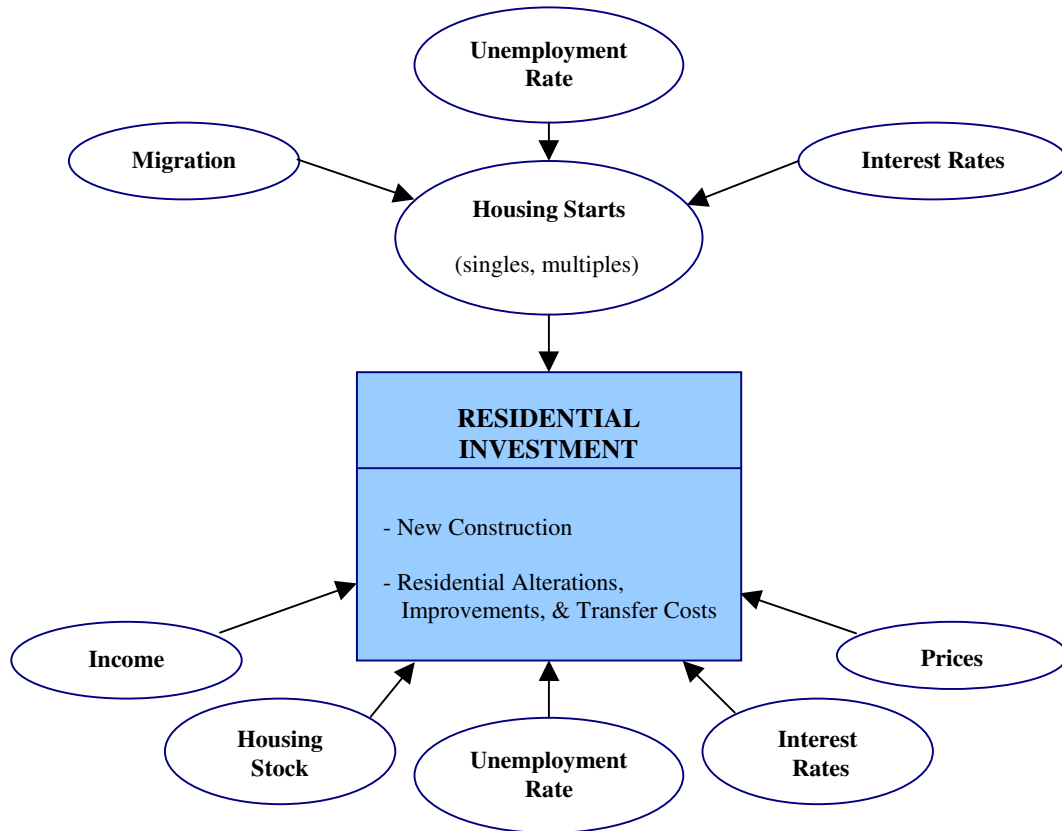 Unemployment
Rate
Migration
Interest Rates
Housing Starts
(singles, multiples)
RESIDENTIAL
INVESTMENT
- New Construction
- Residential Alterations,
Improvements, & Transfer Costs
Income
Prices
Housing
Stock
Unemployment
Rate
Interest
Rates